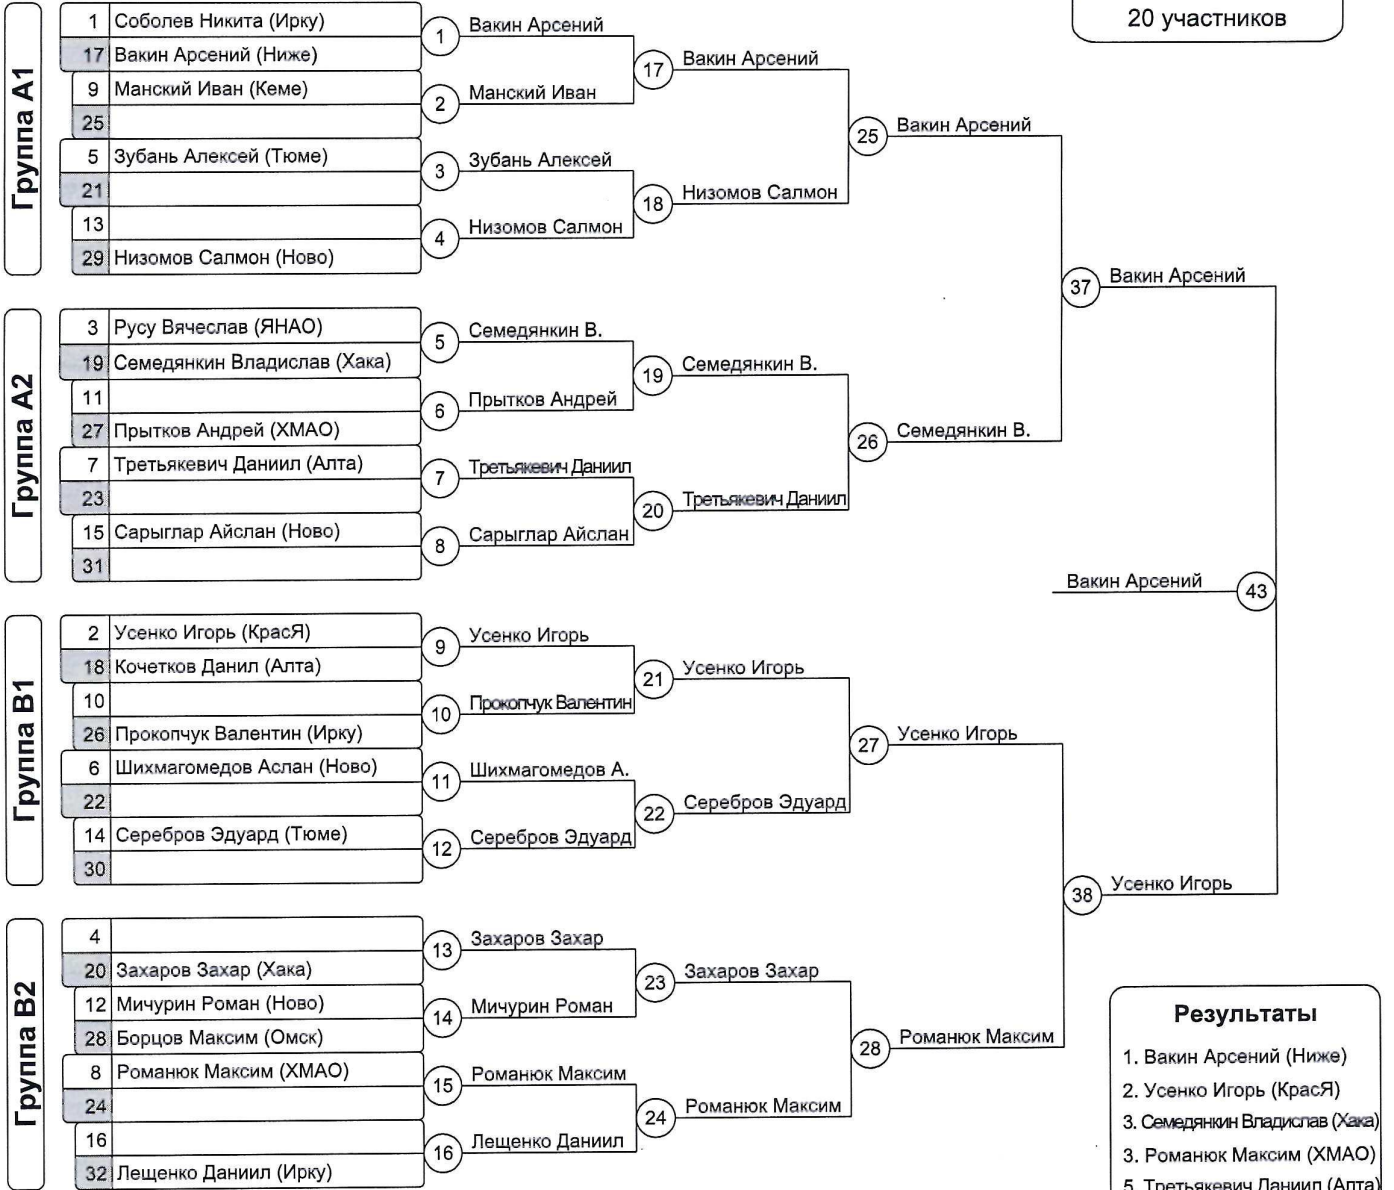 20 участников
Группа A1
1 Соболев Никита (Ирку)
17 Вакин Арсений (Ниже)
9 Манский Иван (Кеме)
25
5 Зубань Алексей (Тюме)
21
13
29 Низомов Салмон (Ново)
1 Вакин Арсений
2 Манский Иван
3 Зубань Алексей
4 Низомов Салмон
17 Вакин Арсений
18 Низомов Салмон
25 Вакин Арсений
Группа A2
3 Русу Вячеслав (ЯНАО)
19 Семедянкин Владислав (Хака)
11
27 Прытков Андрей (ХМАО)
7 Третьякевич Даниил (Алта)
23
15 Сарыглар Айслан (Ново)
31
5 Семедянкин В.
6 Прытков Андрей
7 Третьякевич Даниил
8 Сарыглар Айслан
19 Семедянкин В.
20 Третьякевич Даниил
26 Семедянкин В.
37 Вакин Арсений
Группа B1
2 Усенко Игорь (КрасЯ)
18 Кочетков Данил (Алта)
10
26 Прокопчук Валентин (Ирку)
6 Шихмагомедов Аслан (Ново)
22
14 Серебров Эдуард (Тюме)
30
9 Усенко Игорь
10 Прокопчук Валентин
11 Шихмагомедов А.
12 Серебров Эдуард
21 Усенко Игорь
22 Серебров Эдуард
27 Усенко Игорь
Группа B2
4
20 Захаров Захар (Хака)
12 Мичурин Роман (Ново)
28 Борцов Максим (Омск)
8 Романюк Максим (ХМАО)
24
16
32 Лещенко Даниил (Ирку)
13 Захаров Захар
14 Мичурин Роман
15 Романюк Максим
16 Лещенко Даниил
23 Захаров Захар
24 Романюк Максим
28 Романюк Максим
38 Усенко Игорь
Вакин Арсений 43
Результаты
1. Вакин Арсений (Ниже)
2. Усенко Игорь (КрасЯ)
3. Семедянкин Владислав (Хака)
3. Романюк Максим (ХМАО)
5. Третьякевич Даниил (Алта)